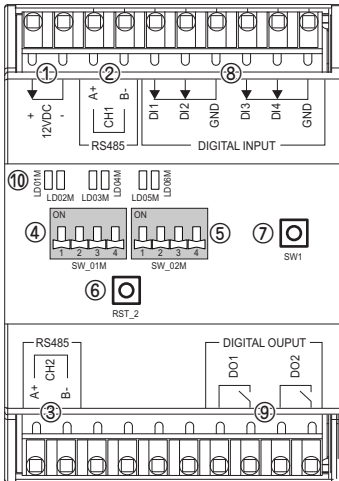 ① ② ⑧
+ 12VDC -
A+ CH1 B-
DI1 DI2 GND DI3 DI4 GND
RS485 DIGITAL INPUT
⑩ LD01M LD02M LD03M LD04M LD05M LD06M
④ ON 1 2 3 4 ON 1 2 3 4 ⑤ ⑦
SW_01M SW_02M SW1
⑥ RST_2
RS485 DIGITAL OUPUT
A+ CH2 B- DO1 DO2
③ ⑨